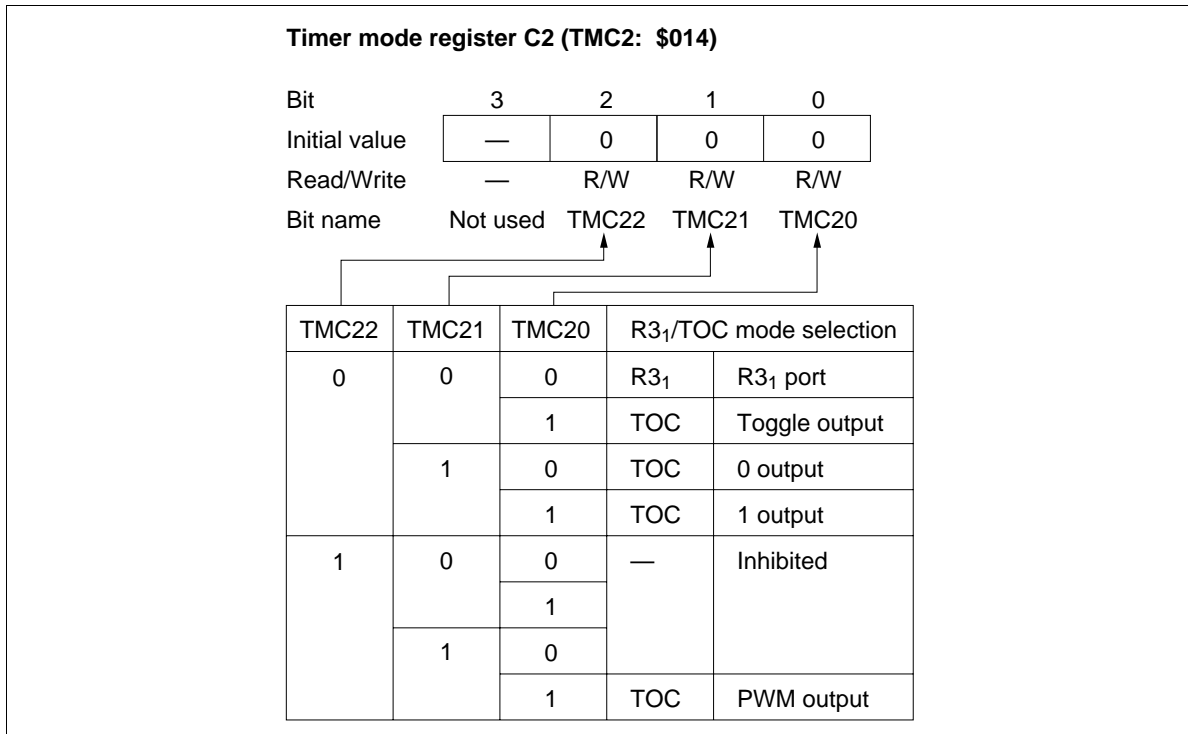 Timer mode register C2 (TMC2: $014)
Bit 3 2 1 0
Initial value — 0 0 0
Read/Write — R/W R/W R/W
Bit name Not used TMC22 TMC21 TMC20
TMC22 TMC21 TMC20 R3₁/TOC mode selection
0 0 0 R3₁ R3₁ port
1 TOC Toggle output
1 0 TOC 0 output
1 TOC 1 output
1 0 0 — Inhibited
1
1 0
1 TOC PWM output